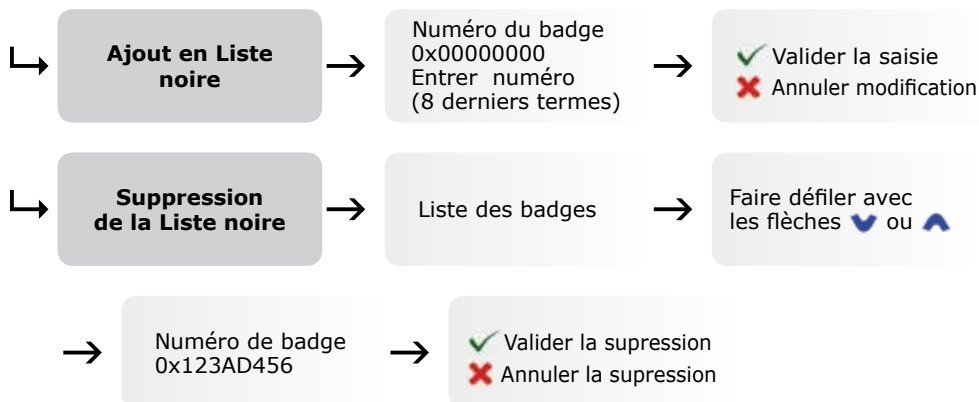 Ajout en Liste
noire
Numéro du badge
0x00000000
Entrer numéro
(8 derniers termes)
Valider la saisie
Annuler modification
Suppression
de la Liste noire
Liste des badges
Faire défiler avec
les flèches ou
Numéro de badge
0x123AD456
Valider la supression
Annuler la supression